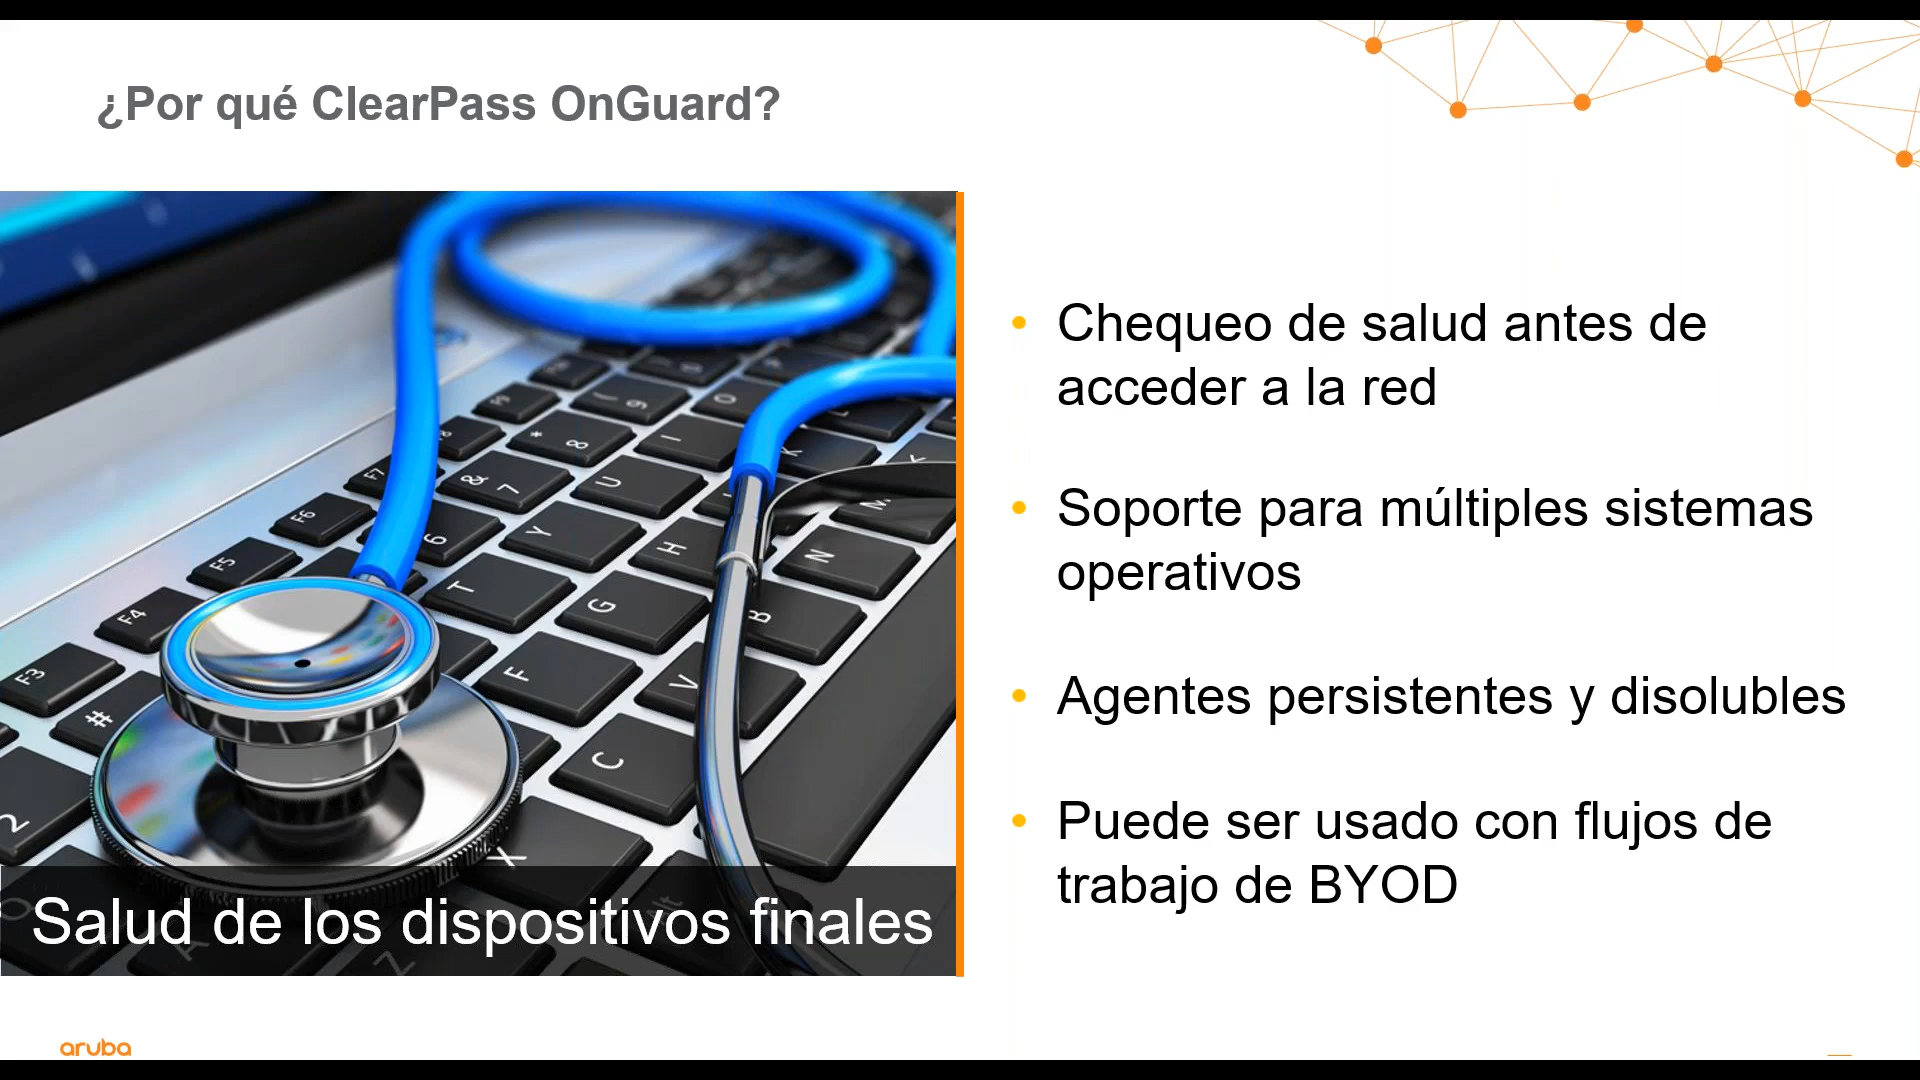 ¿Por qué ClearPass OnGuard?
Salud de los dispositivos finales
• Chequeo de salud antes de
acceder a la red
• Soporte para múltiples sistemas
operativos
• Agentes persistentes y disolubles
• Puede ser usado con flujos de
trabajo de BYOD
aruba